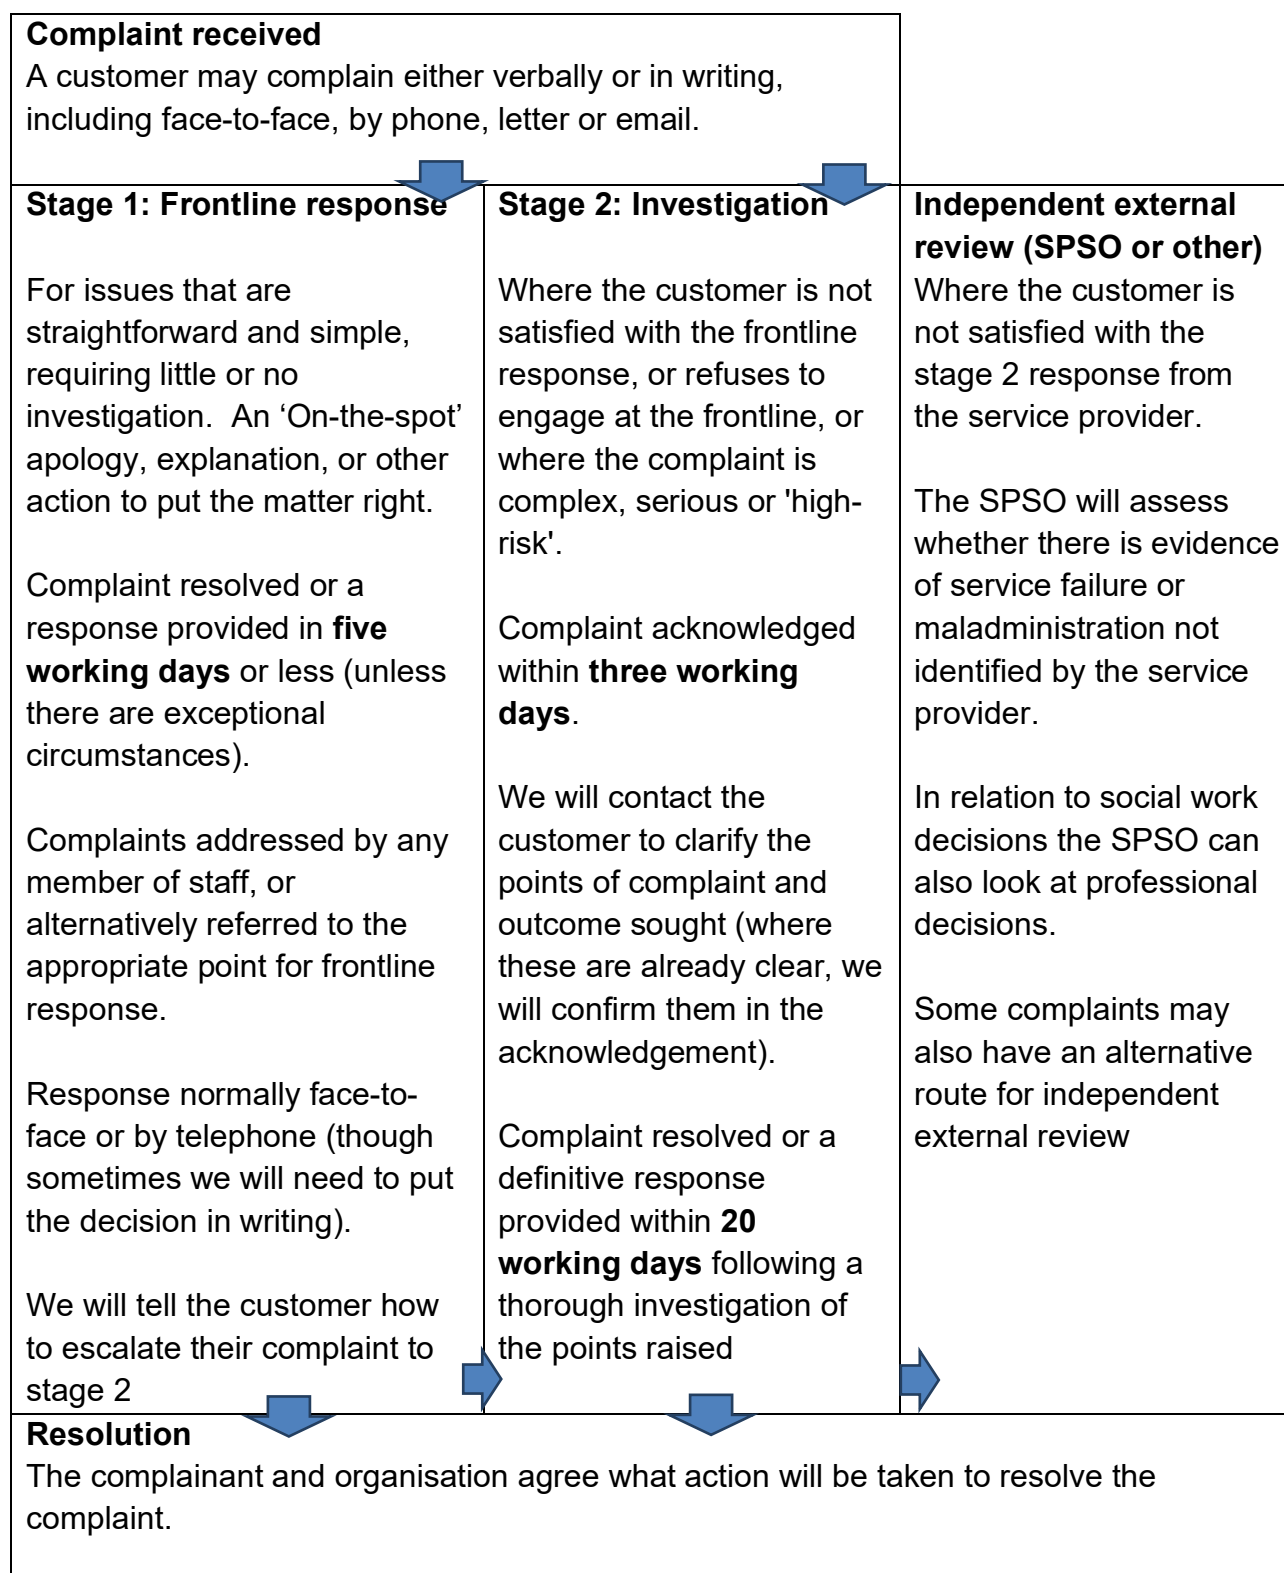 Complaint received
A customer may complain either verbally or in writing,
including face-to-face, by phone, letter or email.
Stage 1: Frontline response
For issues that are
straightforward and simple,
requiring little or no
investigation.  An ‘On-the-spot’
apology, explanation, or other
action to put the matter right.
Complaint resolved or a
response provided in five
working days or less (unless
there are exceptional
circumstances).
Complaints addressed by any
member of staff, or
alternatively referred to the
appropriate point for frontline
response.
Response normally face-to-
face or by telephone (though
sometimes we will need to put
the decision in writing).
We will tell the customer how
to escalate their complaint to
stage 2
Stage 2: Investigation
Where the customer is not
satisfied with the frontline
response, or refuses to
engage at the frontline, or
where the complaint is
complex, serious or 'high-
risk'.
Complaint acknowledged
within three working
days.
We will contact the
customer to clarify the
points of complaint and
outcome sought (where
these are already clear, we
will confirm them in the
acknowledgement).
Complaint resolved or a
definitive response
provided within 20
working days following a
thorough investigation of
the points raised
Independent external
review (SPSO or other)
Where the customer is
not satisfied with the
stage 2 response from
the service provider.
The SPSO will assess
whether there is evidence
of service failure or
maladministration not
identified by the service
provider.
In relation to social work
decisions the SPSO can
also look at professional
decisions.
Some complaints may
also have an alternative
route for independent
external review
Resolution
The complainant and organisation agree what action will be taken to resolve the
complaint.